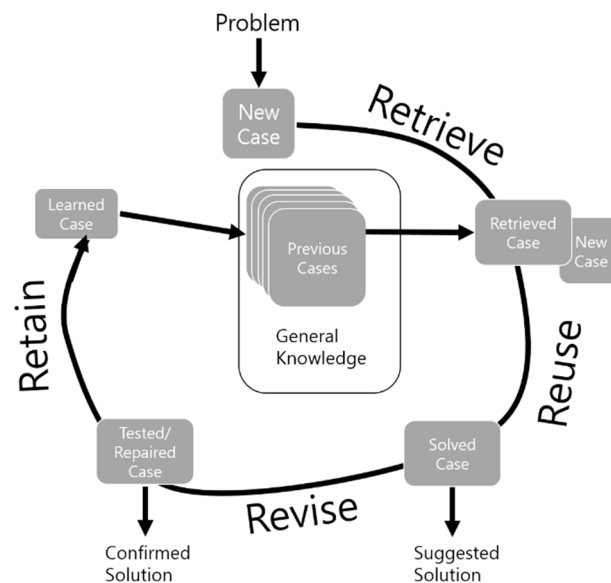 Problem
New
Case
Retrieve
Learned
Case
Previous
Cases
Retrieved
Case
New
Case
General
Knowledge
Retain
Reuse
Tested/
Repaired
Case
Solved
Case
Revise
Confirmed
Solution
Suggested
Solution